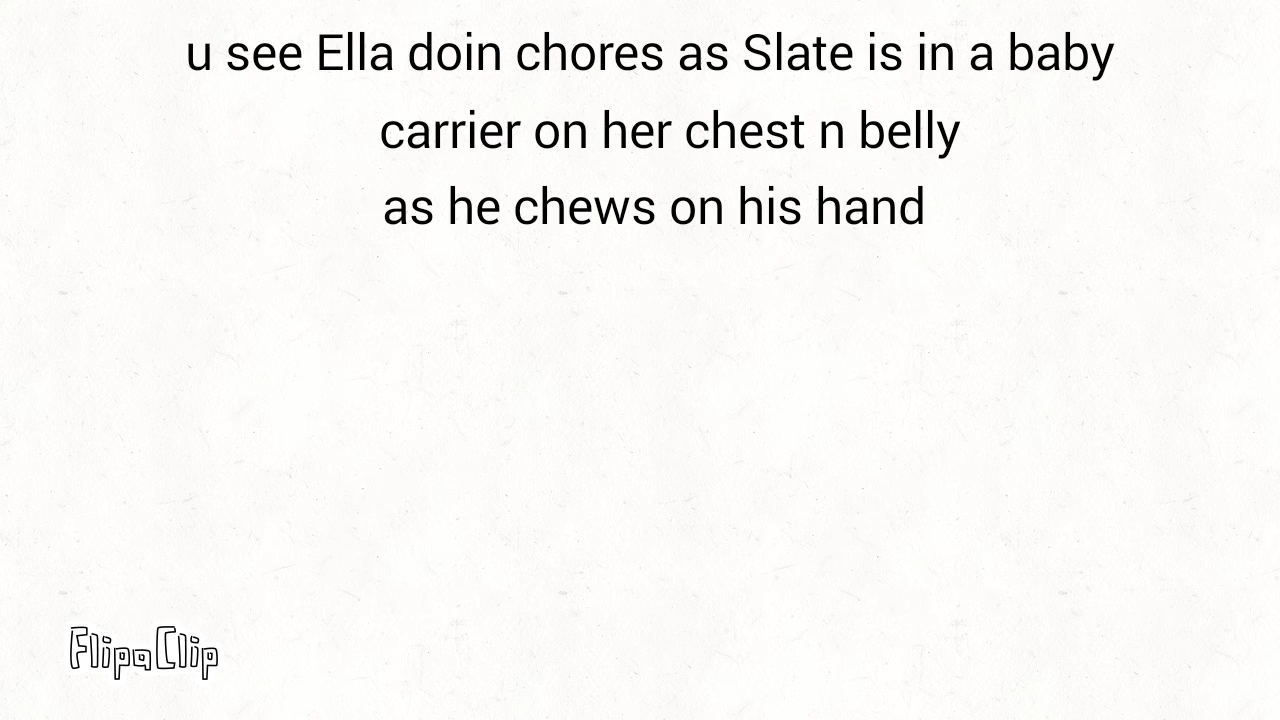 u see Ella doin chores as Slate is in a baby
carrier on her chest n belly
as he chews on his hand
FlipaClip